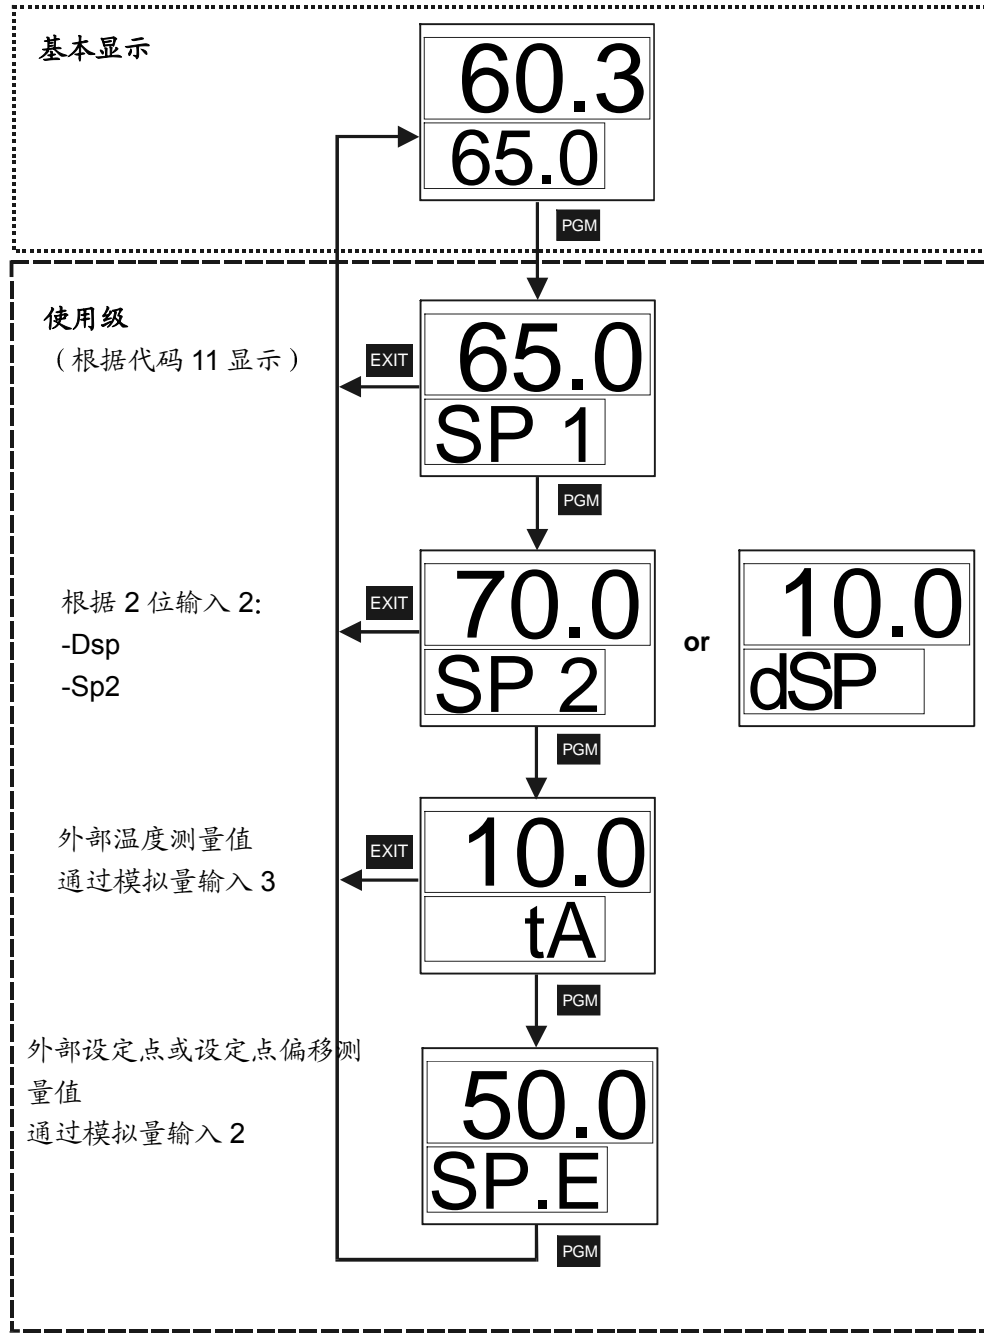 基本显示
60.3
65.0
PGM
使用级
（根据代码 11 显示）
EXIT
65.0
SP 1
PGM
根据 2 位输入 2:
-Dsp
-Sp2
EXIT
70.0
SP 2
or
10.0
dSP
PGM
外部温度测量值
通过模拟量输入 3
EXIT
10.0
tA
PGM
外部设定点或设定点偏移测
量值
通过模拟量输入 2
50.0
SP.E
PGM